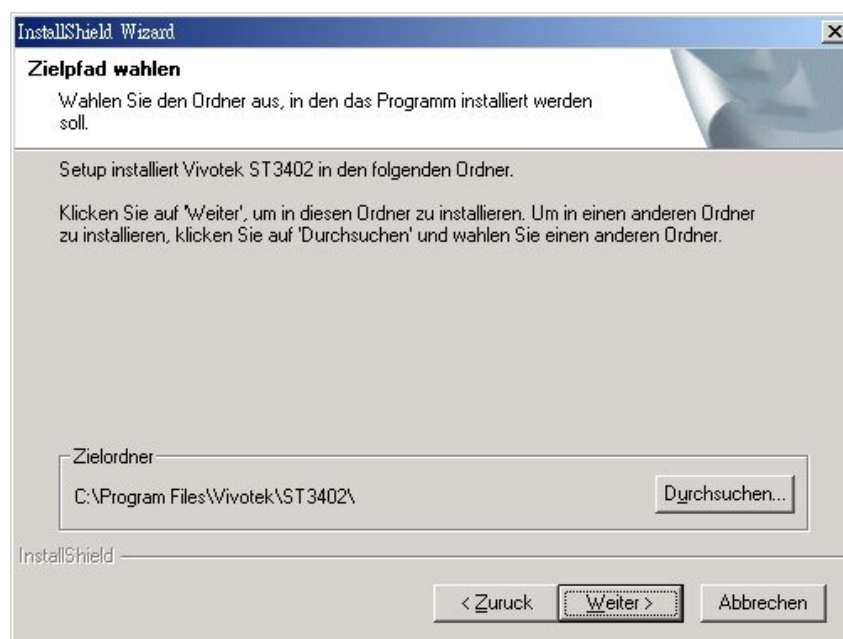 InstallShield Wizard
Zielpfad wahlen
Wahlen Sie den Ordner aus, in den das Programm installiert werden
soll.
Setup installiert Vivotek ST3402 in den folgenden Ordner.
Klicken Sie auf 'Weiter', um in diesen Ordner zu installieren. Um in einen anderen Ordner
zu installieren, klicken Sie auf 'Durchsuchen' und wahlen Sie einen anderen Ordner.
Zielordner
C:\Program Files\Vivotek\ST3402\
Durchsuchen...
InstallShield
< Zuruck
Weiter >
Abbrechen